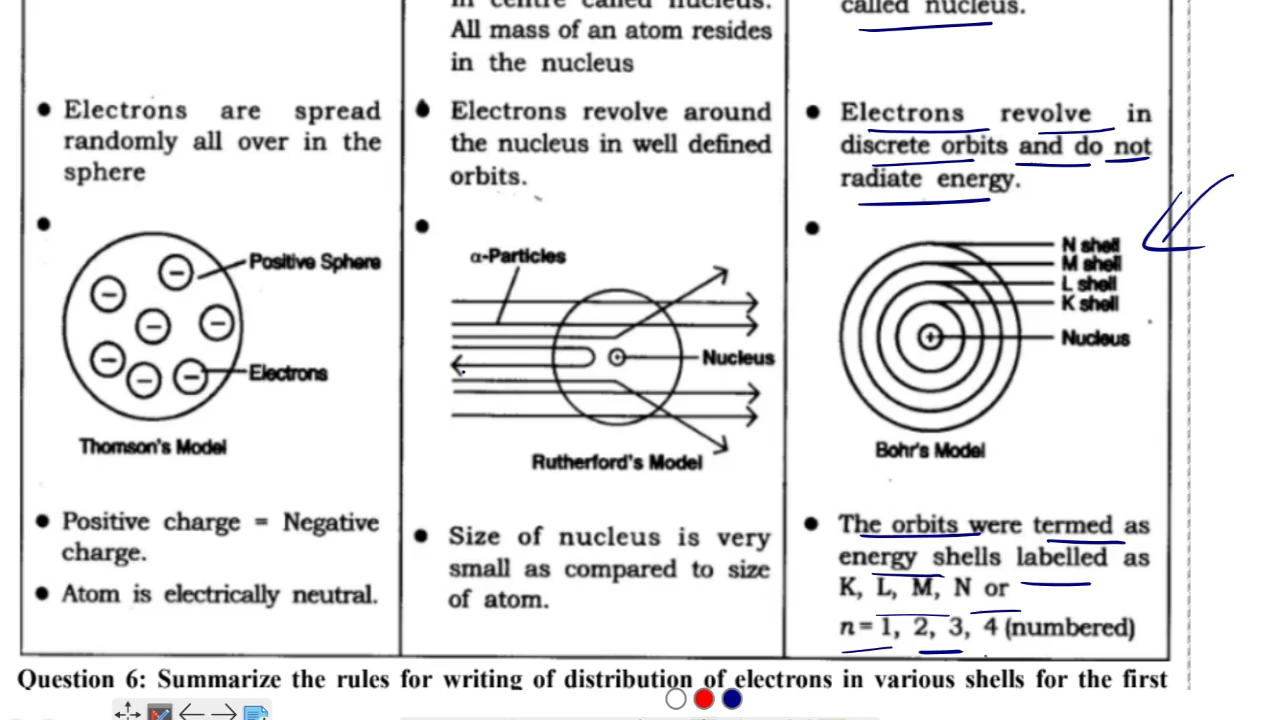 in centre called nucleus.
All mass of an atom resides
in the nucleus
called nucleus.
Electrons are spread
randomly all over in the
sphere
Electrons revolve around
the nucleus in well defined
orbits.
Electrons revolve in
discrete orbits and do not
radiate energy.
Positive Sphere
Electrons
Thomson's Model
α-Particles
Nucleus
Rutherford's Model
N shell
M shell
L shell
K shell
Nucleus
Bohr's Model
Positive charge = Negative
charge.
Atom is electrically neutral.
Size of nucleus is very
small as compared to size
of atom.
The orbits were termed as
energy shells labelled as
K, L, M, N or
n = 1, 2, 3, 4 (numbered)
Question 6: Summarize the rules for writing of distribution of electrons in various shells for the first